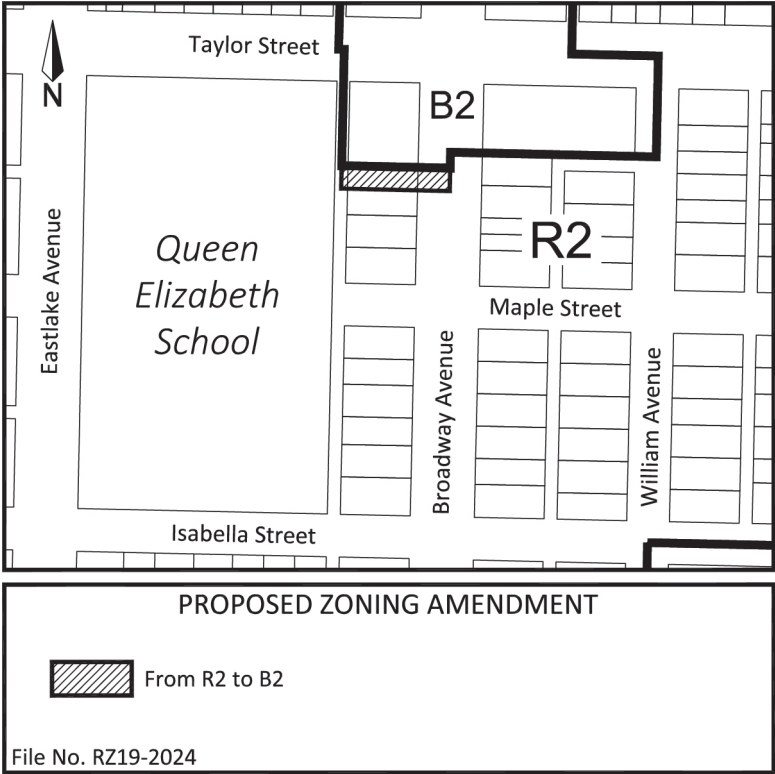 Taylor Street
N
B2
Eastlake Avenue
Queen
Elizabeth
School
R2
Maple Street
Broadway Avenue
William Avenue
Isabella Street
PROPOSED ZONING AMENDMENT
From R2 to B2
File No. RZ19-2024